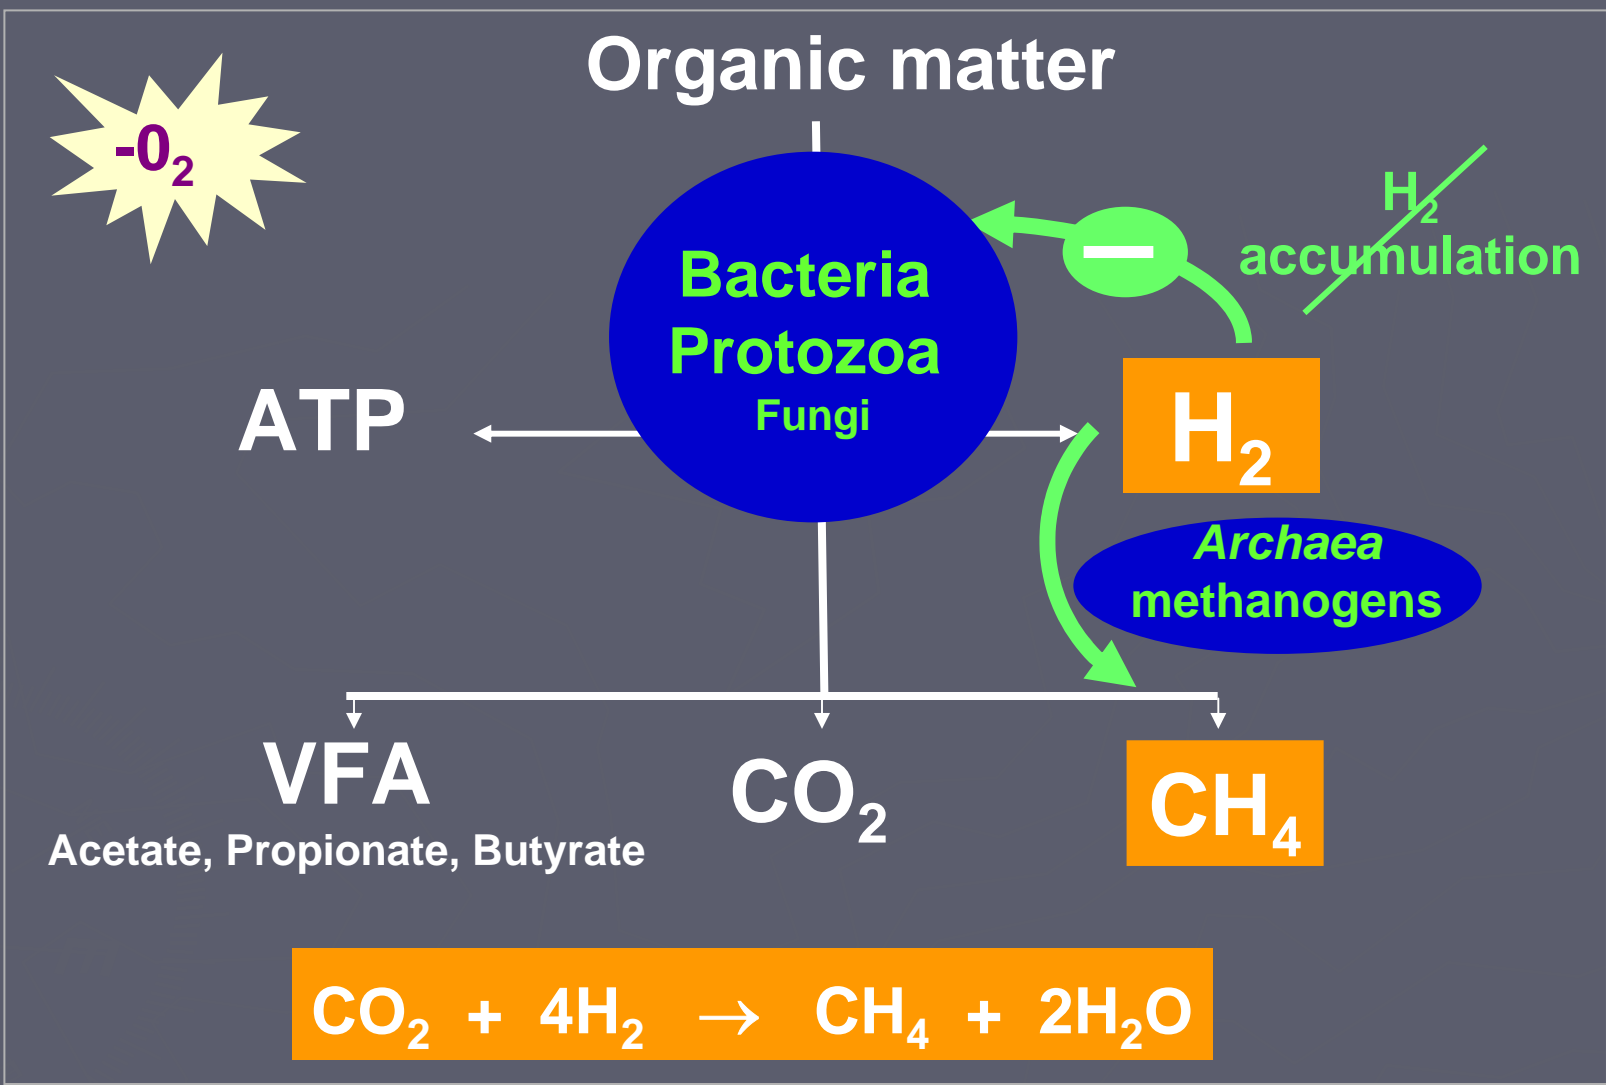 Organic matter
-0₂
H₂
accumulation
Bacteria
Protozoa
Fungi
ATP
H₂
Archaea
methanogens
VFA
CO₂
CH₄
Acetate, Propionate, Butyrate
CO₂ + 4H₂ → CH₄ + 2H₂O